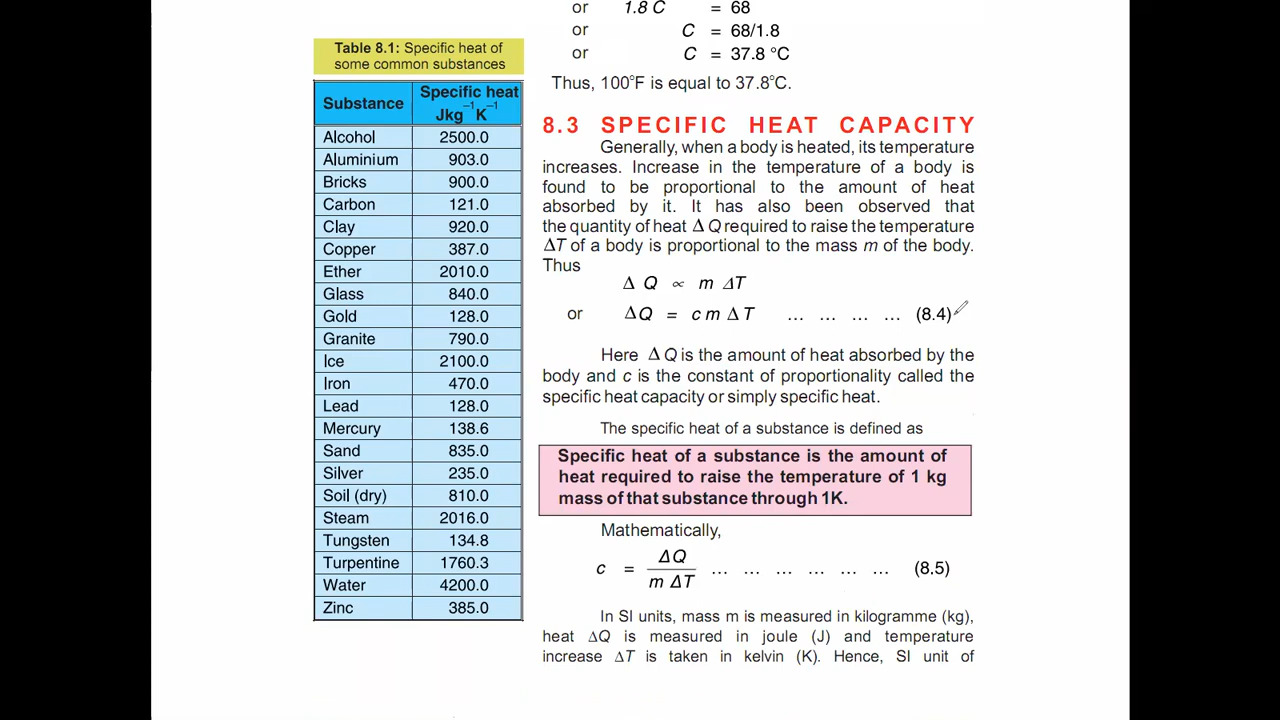 or 1.8 C = 68
or C = 68/1.8
or C = 37.8 °C
Thus, 100°F is equal to 37.8°C.
Table 8.1: Specific heat of
some common substances
Substance Specific heat Jkg⁻¹K⁻¹
Alcohol 2500.0
Aluminium 903.0
Bricks 900.0
Carbon 121.0
Clay 920.0
Copper 387.0
Ether 2010.0
Glass 840.0
Gold 128.0
Granite 790.0
Ice 2100.0
Iron 470.0
Lead 128.0
Mercury 138.6
Sand 835.0
Silver 235.0
Soil (dry) 810.0
Steam 2016.0
Tungsten 134.8
Turpentine 1760.3
Water 4200.0
Zinc 385.0
8.3 SPECIFIC HEAT CAPACITY
Generally, when a body is heated, its temperature
increases. Increase in the temperature of a body is
found to be proportional to the amount of heat
absorbed by it. It has also been observed that
the quantity of heat Δ Q required to raise the temperature
ΔT of a body is proportional to the mass m of the body.
Thus
Δ Q ∝ m ΔT
or ΔQ = c m Δ T ... ... ... ... (8.4)
Here Δ Q is the amount of heat absorbed by the
body and c is the constant of proportionality called the
specific heat capacity or simply specific heat.
The specific heat of a substance is defined as
Specific heat of a substance is the amount of
heat required to raise the temperature of 1 kg
mass of that substance through 1K.
Mathematically,
c = ΔQ / m ΔT ... ... ... ... ... ... (8.5)
In SI units, mass m is measured in kilogramme (kg),
heat ΔQ is measured in joule (J) and temperature
increase ΔT is taken in kelvin (K). Hence, SI unit of